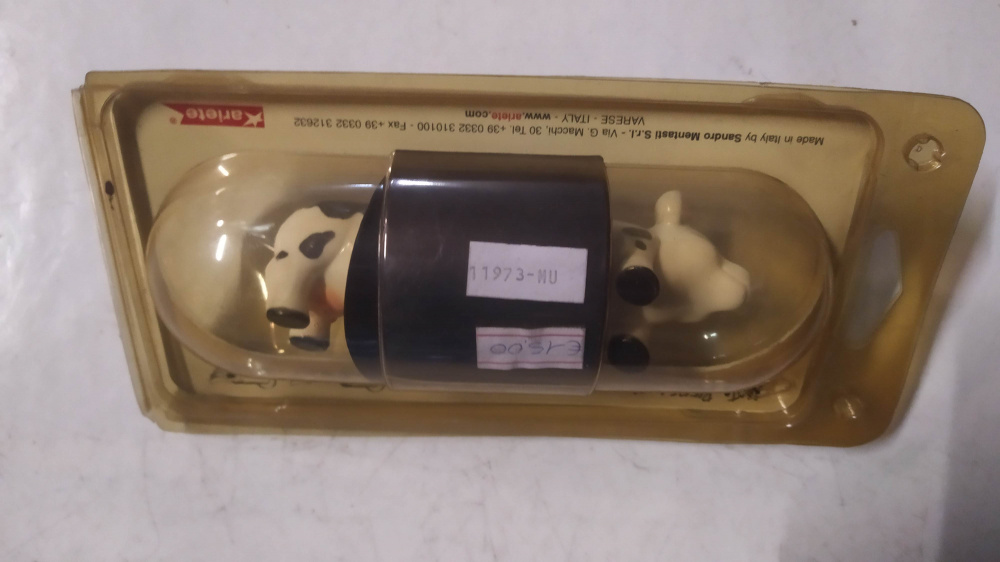 Made in Italy by Sandro Mentasti S.r.l. - Via G. Macchi, 30 Tel. +39 0332 310100 - Fax +39 0332 312632
VARESE - ITALY - www.ariete.com
ariete®
11973-NU
€ 15,00